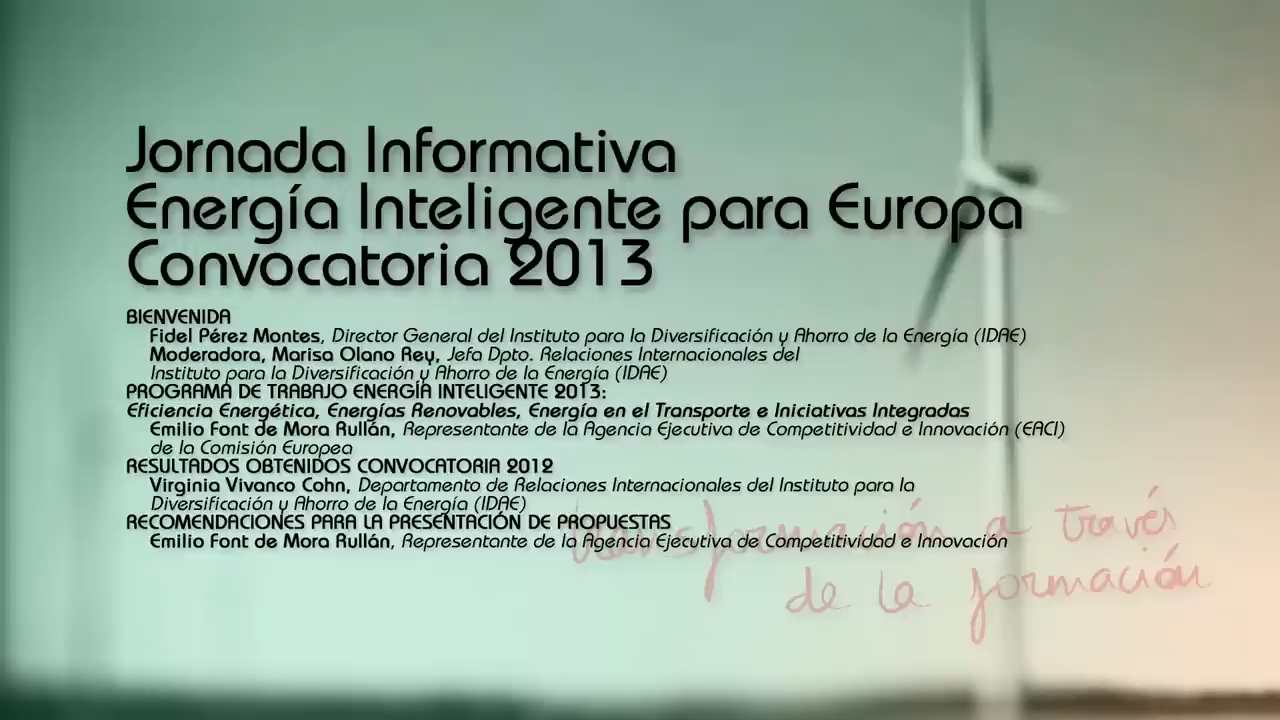 Jornada Informativa
Energía Inteligente para Europa
Convocatoria 2013
BIENVENIDA
Fidel Pérez Montes, Director General del Instituto para la Diversificación y Ahorro de la Energía (IDAE)
Moderadora, Marisa Olano Rey, Jefa Dpto. Relaciones Internacionales del
Instituto para la Diversificación y Ahorro de la Energía (IDAE)
PROGRAMA DE TRABAJO ENERGÍA INTELIGENTE 2013:
Eficiencia Energética, Energías Renovables, Energía en el Transporte e Iniciativas Integradas
Emilio Font de Mora Rullán, Representante de la Agencia Ejecutiva de Competitividad e Innovación (EACI)
de la Comisión Europea
RESULTADOS OBTENIDOS CONVOCATORIA 2012
Virginia Vivanco Cohn, Departamento de Relaciones Internacionales del Instituto para la
Diversificación y Ahorro de la Energía (IDAE)
RECOMENDACIONES PARA LA PRESENTACIÓN DE PROPUESTAS
Emilio Font de Mora Rullán, Representante de la Agencia Ejecutiva de Competitividad e Innovación
transformación a través
de la formación